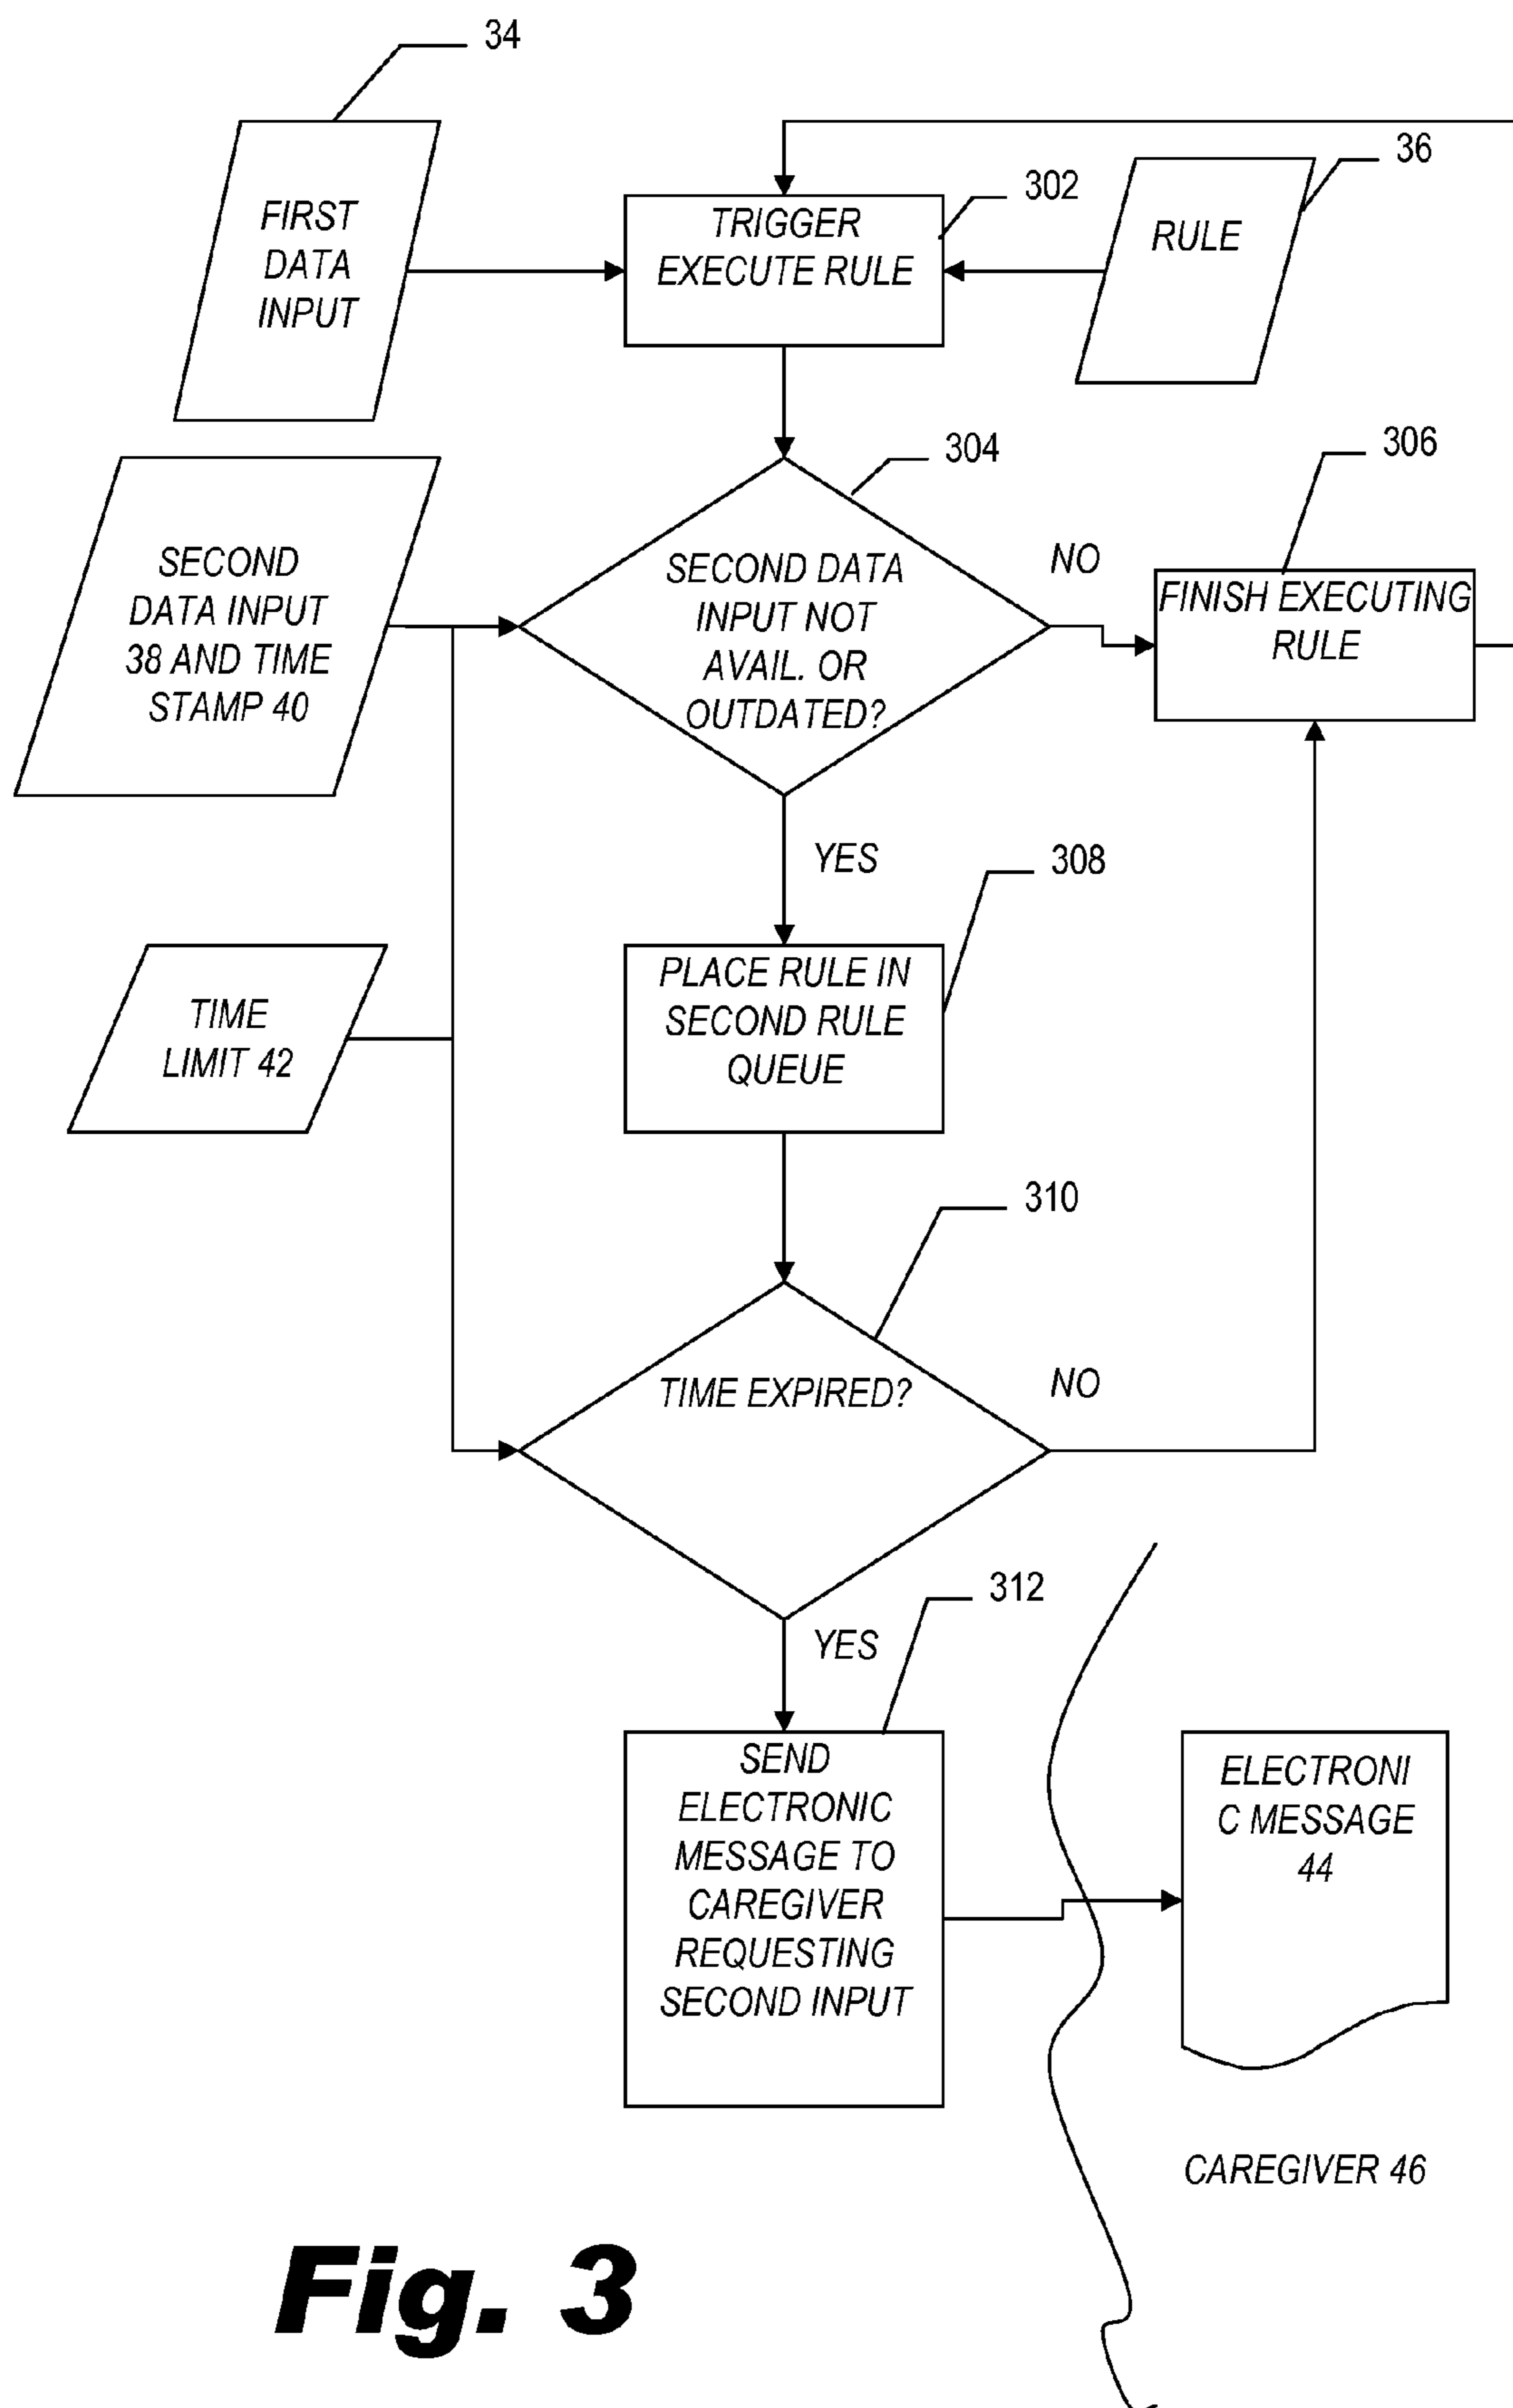 34
FIRST
DATA
INPUT
TRIGGER
EXECUTE RULE
302
RULE
36
SECOND
DATA INPUT
38 AND TIME
STAMP 40
304
SECOND DATA
INPUT NOT
AVAIL. OR
OUTDATED?
NO
306
FINISH EXECUTING
RULE
YES
308
PLACE RULE IN
SECOND RULE
QUEUE
TIME
LIMIT 42
310
TIME EXPIRED?
NO
YES
312
SEND
ELECTRONIC
MESSAGE TO
CAREGIVER
REQUESTING
SECOND INPUT
ELECTRONI
C MESSAGE
44
CAREGIVER 46
Fig. 3